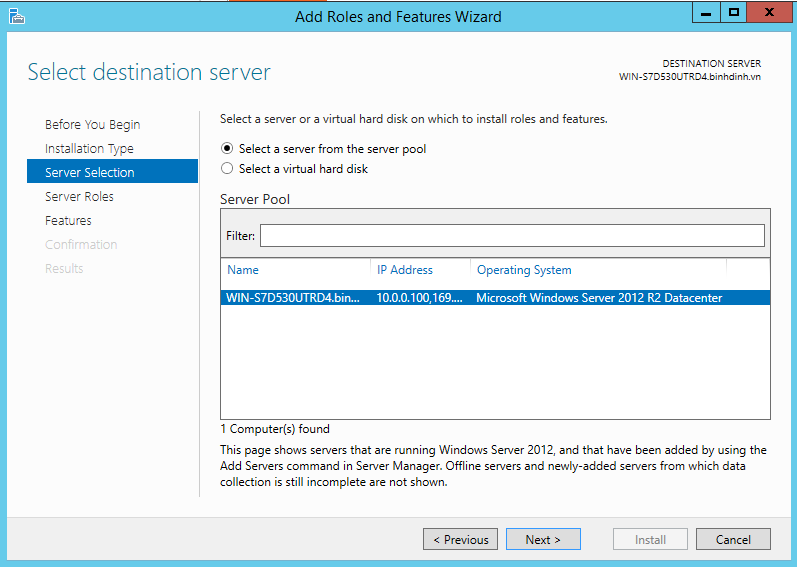 Add Roles and Features Wizard
Select destination server
DESTINATION SERVER
WIN-S7D530UTRD4.binhdinh.vn
Before You Begin
Installation Type
Server Selection
Server Roles
Features
Confirmation
Results
Select a server or a virtual hard disk on which to install roles and features.
Select a server from the server pool
Select a virtual hard disk
Server Pool
Filter:
Name IP Address Operating System
WIN-S7D530UTRD4.bin... 10.0.0.100,169.... Microsoft Windows Server 2012 R2 Datacenter
1 Computer(s) found
This page shows servers that are running Windows Server 2012, and that have been added by using the
Add Servers command in Server Manager. Offline servers and newly-added servers from which data
collection is still incomplete are not shown.
< Previous Next > Install Cancel